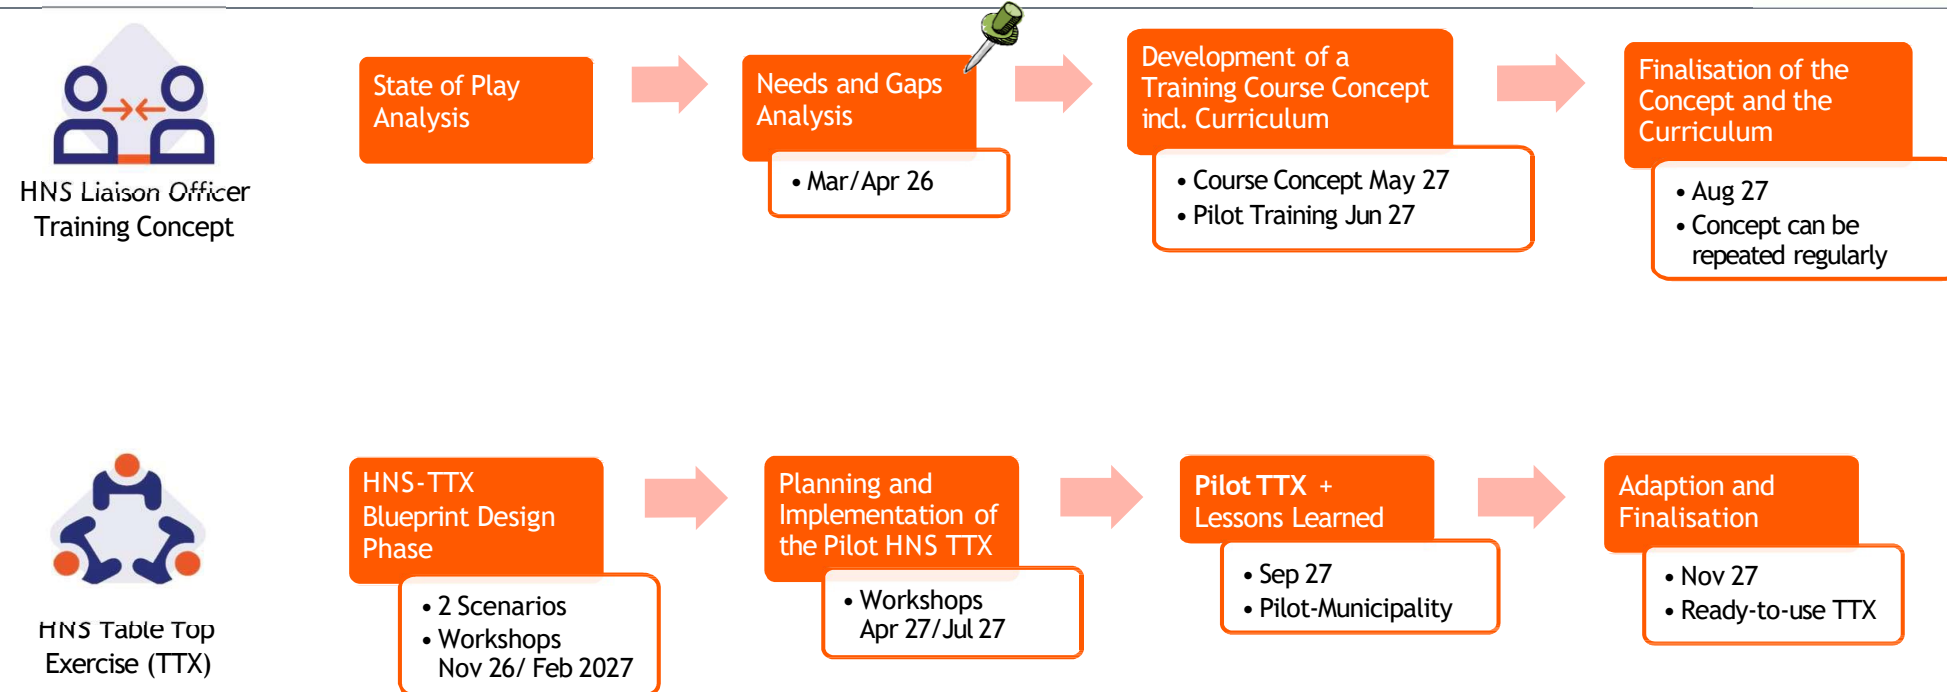 HNS Liaison Officer
Training Concept
State of Play
Analysis
Needs and Gaps
Analysis
• Mar/Apr 26
Development of a
Training Course Concept
incl. Curriculum
• Course Concept May 27
• Pilot Training Jun 27
Finalisation of the
Concept and the
Curriculum
• Aug 27
• Concept can be
repeated regularly
HNS Table Top
Exercise (TTX)
HNS-TTX
Blueprint Design
Phase
• 2 Scenarios
• Workshops
Nov 26/ Feb 2027
Planning and
Implementation of
the Pilot HNS TTX
• Workshops
Apr 27/Jul 27
Pilot TTX +
Lessons Learned
• Sep 27
• Pilot-Municipality
Adaption and
Finalisation
• Nov 27
• Ready-to-use TTX